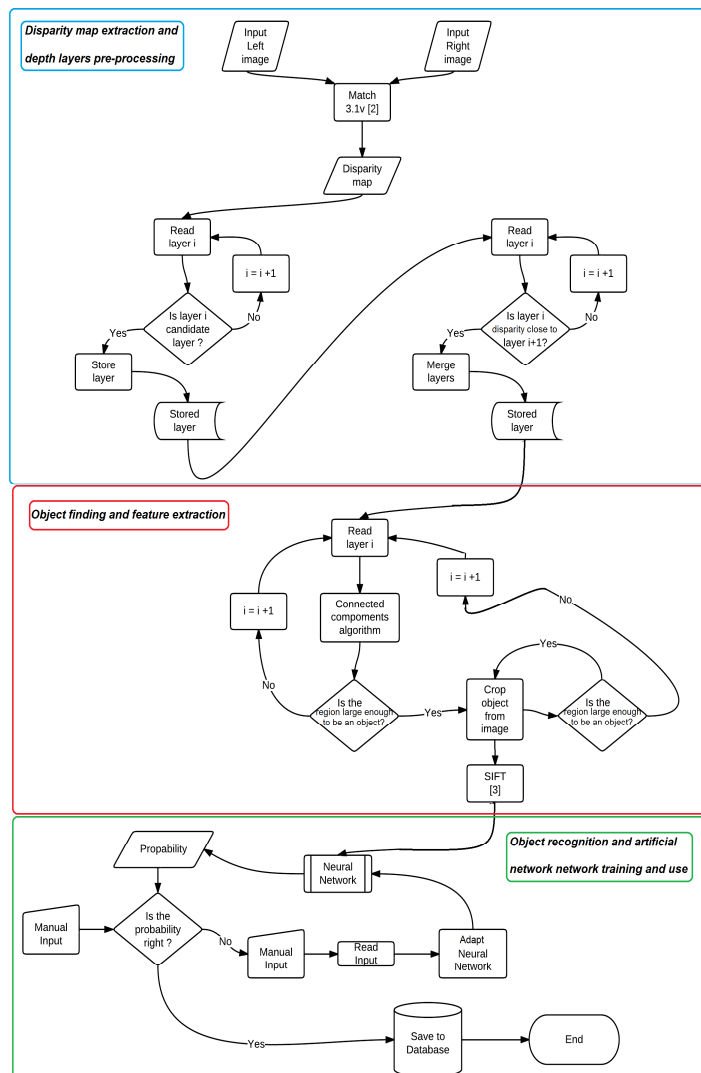 Disparity map extraction and
depth layers pre-processing
Input
Left
image
Input
Right
image
Match
3.1v [2]
Disparity
map
Read
layer i
i = i +1
Is layer i
candidate
layer ?
Yes
No
Store
layer
Stored
layer
Read
layer i
i = i +1
Is layer i
disparity close to
layer i+1?
Yes
No
Merge
layers
Stored
layer
Object finding and feature extraction
Read
layer i
i = i +1
i = i +1
Connected
compoments
algorithm
No
Is the
region large enough
to be an object?
Yes
Crop
object
from
image
Yes
No
Is the
region large enough
to be an object?
SIFT
[3]
Object recognition and artificial
network network training and use
Propability
Neural
Network
Manual
Input
Is the
probability
right ?
No
Manual
Input
Read
Input
Adapt
Neural
Network
Yes
Save to
Database
End